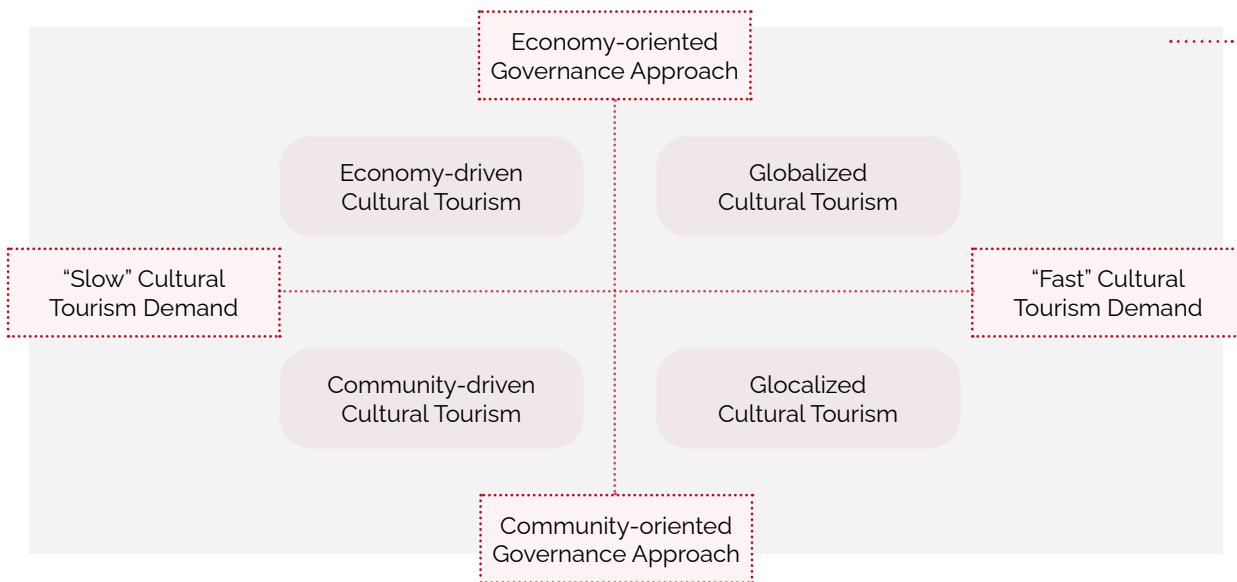 Economy-oriented
Governance Approach
Economy-driven
Cultural Tourism
Globalized
Cultural Tourism
“Slow” Cultural
Tourism Demand
“Fast” Cultural
Tourism Demand
Community-driven
Cultural Tourism
Glocalized
Cultural Tourism
Community-oriented
Governance Approach